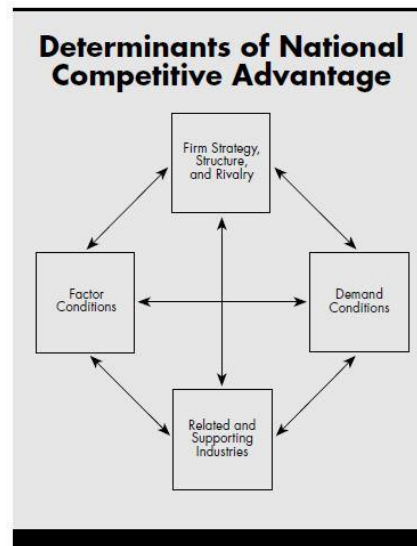 Determinants of National
Competitive Advantage
Firm Strategy,
Structure,
and Rivalry
Factor
Conditions
Demand
Conditions
Related and
Supporting
Industries